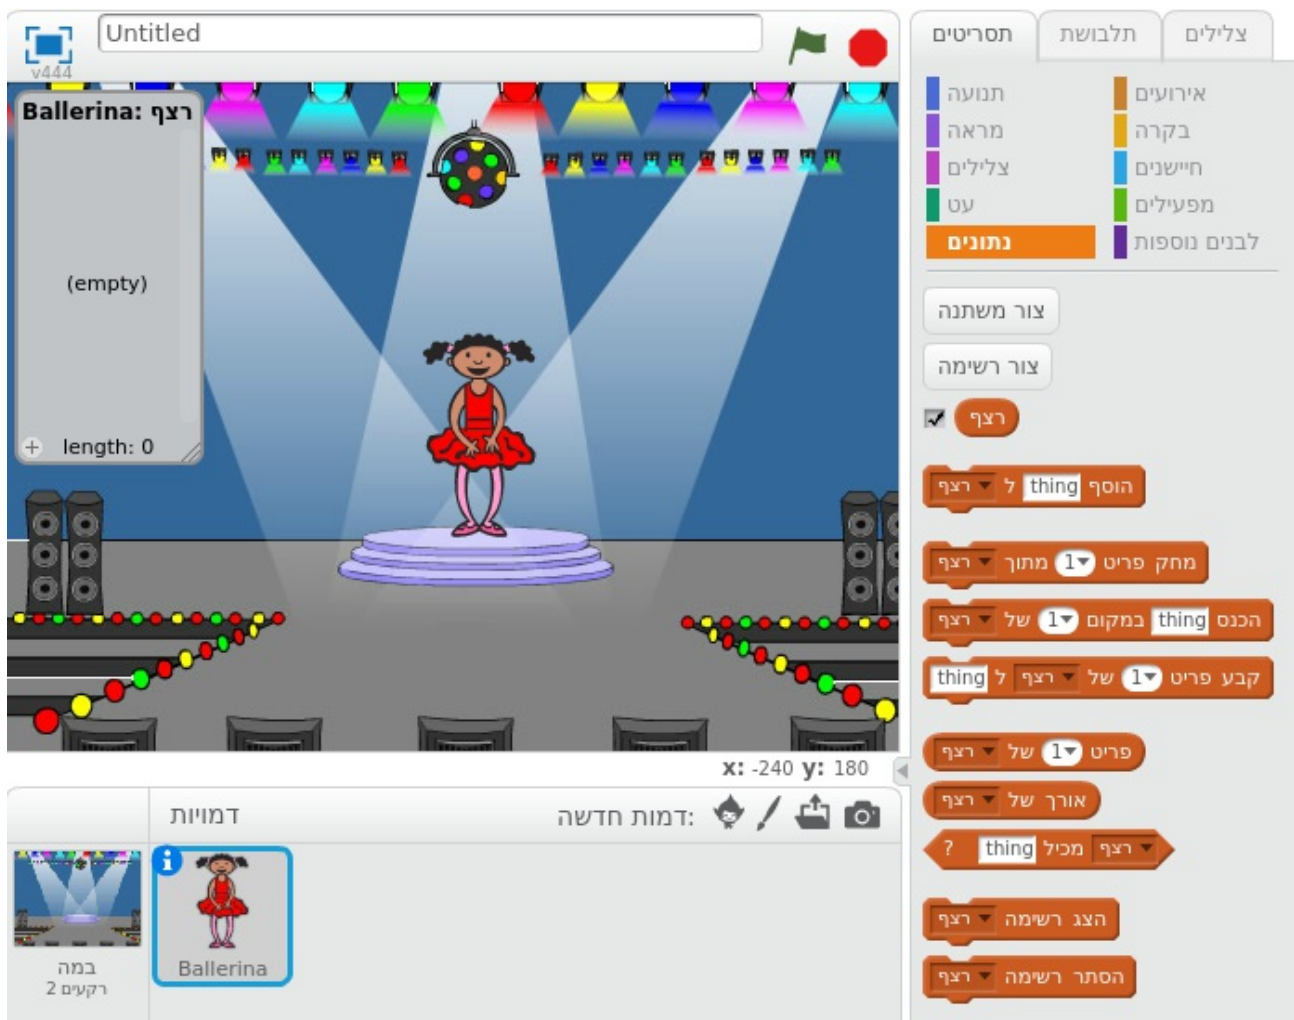 Untitled
v444
Ballerina: רצף
(empty)
length: 0
+
x: -240 y: 180
דמויות
דמות חדשה:
במה
2 רקעים
Ballerina
תסריטים
תלבושת
צלילים
תנועה
אירועים
מראה
בקרה
צלילים
חיישנים
עט
מפעילים
נתונים
לבנים נוספות
צור משתנה
צור רשימה
רצף
הוסף thing ל רצף
מחק פריט 1 מתוך רצף
הכנס thing במקום 1 של רצף
קבע פריט 1 של רצף ל thing
פריט 1 של רצף
אורך של רצף
רצף מכיל thing ?
הצג רשימה רצף
הסתר רשימה רצף